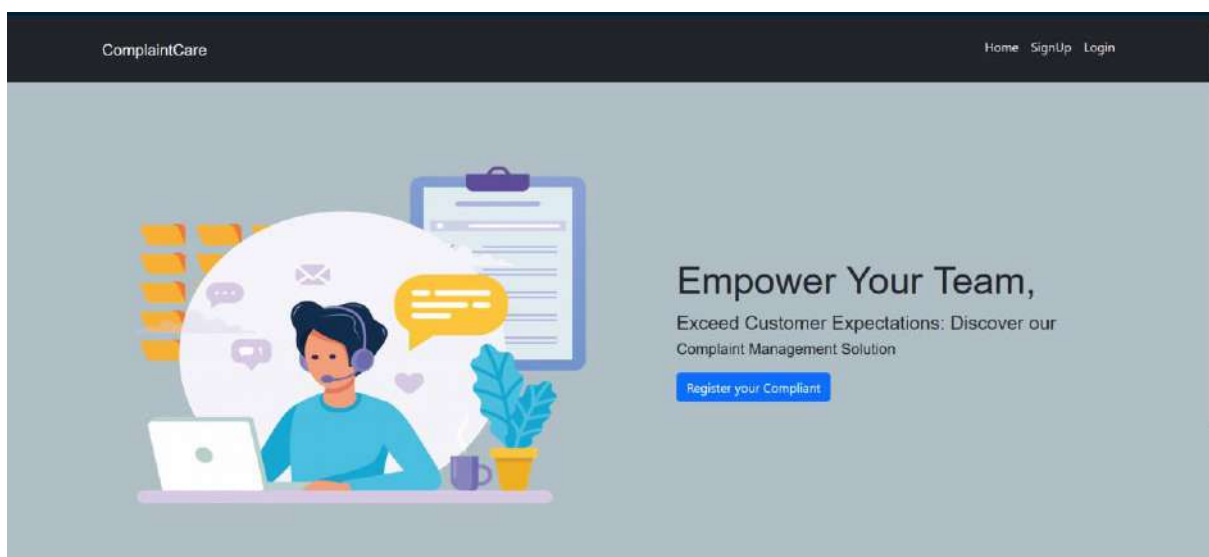 ComplaintCare
Home SignUp Login
Empower Your Team,
Exceed Customer Expectations: Discover our
Complaint Management Solution
Register your Compliant